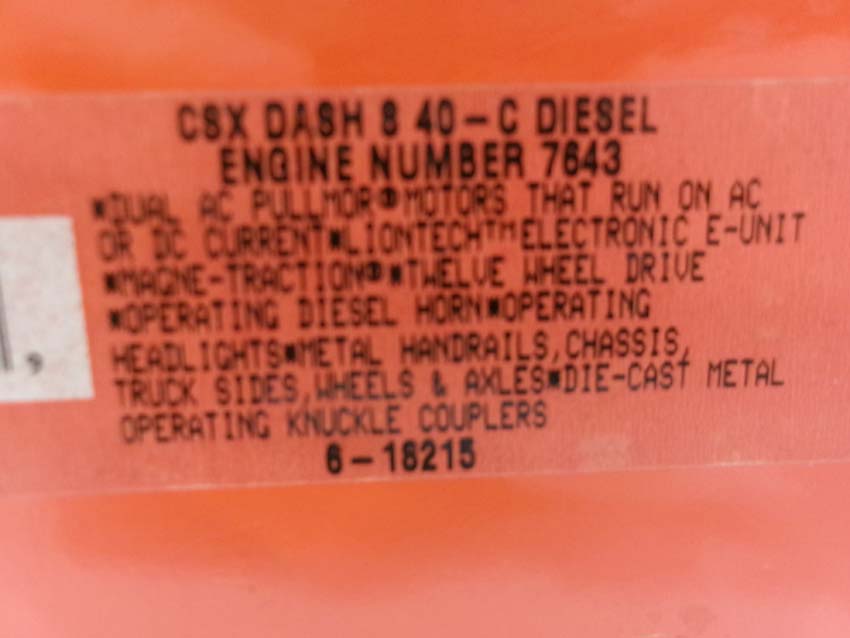 CSX DASH 8 40-C DIESEL
ENGINE NUMBER 7643
*DUAL AC PULLMOR®MOTORS THAT RUN ON AC
OR DC CURRENT*LIONTECH™ELECTRONIC E-UNIT
*MAGNE-TRACTION®*TWELVE WHEEL DRIVE
*OPERATING DIESEL HORN*OPERATING
HEADLIGHTS*METAL HANDRAILS,CHASSIS,
TRUCK SIDES,WHEELS & AXLES*DIE-CAST METAL
OPERATING KNUCKLE COUPLERS
6-18215